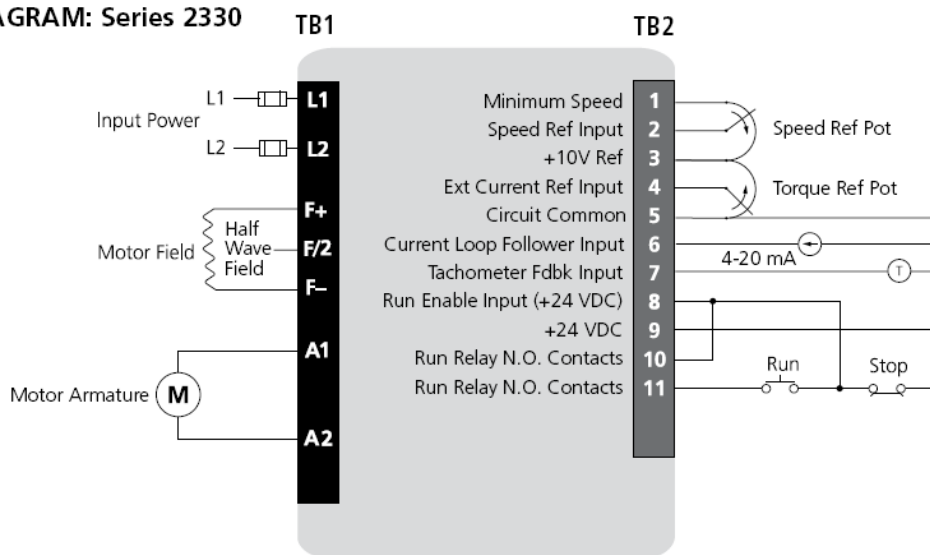 AGRAM: Series 2330
TB1
TB2
L1
L1
Input Power
L2
L2
F+
Half
Wave
Field
F/2
Motor Field
F–
A1
Motor Armature
M
A2
Minimum Speed 1
Speed Ref Input 2
+10V Ref 3
Ext Current Ref Input 4
Circuit Common 5
Current Loop Follower Input 6
Tachometer Fdbk Input 7
Run Enable Input (+24 VDC) 8
+24 VDC 9
Run Relay N.O. Contacts 10
Run Relay N.O. Contacts 11
Speed Ref Pot
Torque Ref Pot
4-20 mA
T
Run
Stop